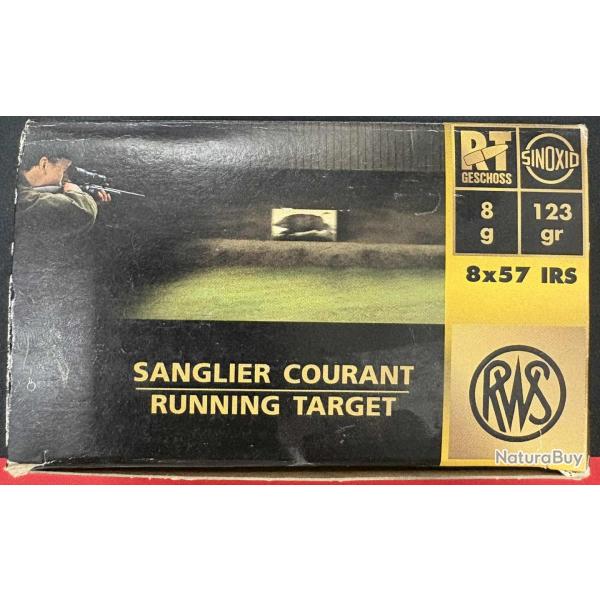 RT
GESCHOSS
SINOXID
8
g
123
gr
8x57 IRS
SANGLIER COURANT
RUNNING TARGET
RWS
NaturaBuy